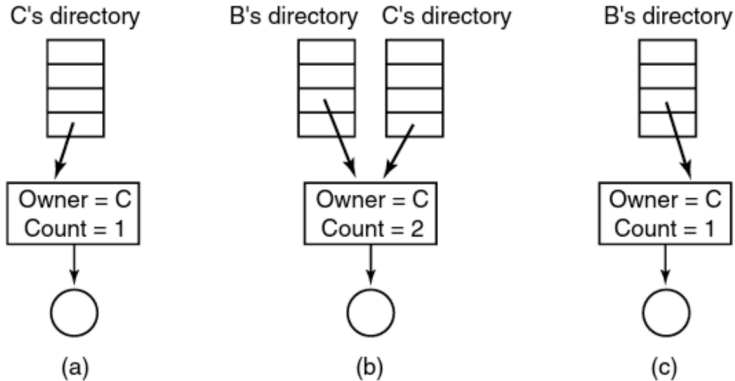 C's directory
Owner = C
Count = 1
(a)
B's directory
C's directory
Owner = C
Count = 2
(b)
B's directory
Owner = C
Count = 1
(c)